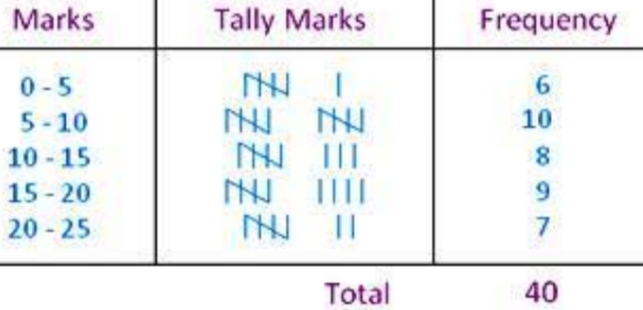 Marks Tally Marks Frequency
0 - 5 𝍸 | 6
5 - 10 𝍸 𝍸 10
10 - 15 𝍸 ||| 8
15 - 20 𝍸 |||| 9
20 - 25 𝍸 || 7
Total 40